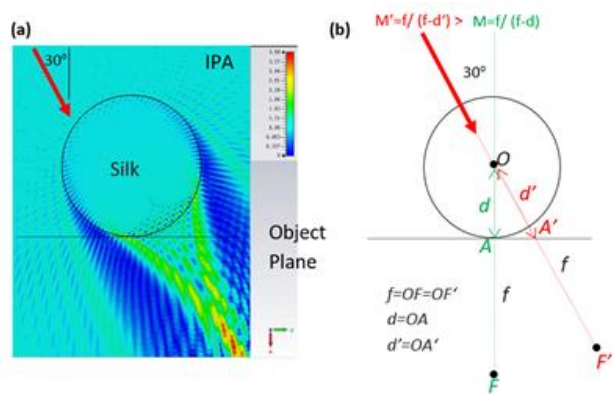 (a)
30°
IPA
Silk
Object
Plane
(b)
M'=f/ (f-d') > M=f/ (f-d)
30°
O
d
d'
A
A'
f
f
f=OF=OF'
d=OA
d'=OA'
F
F'